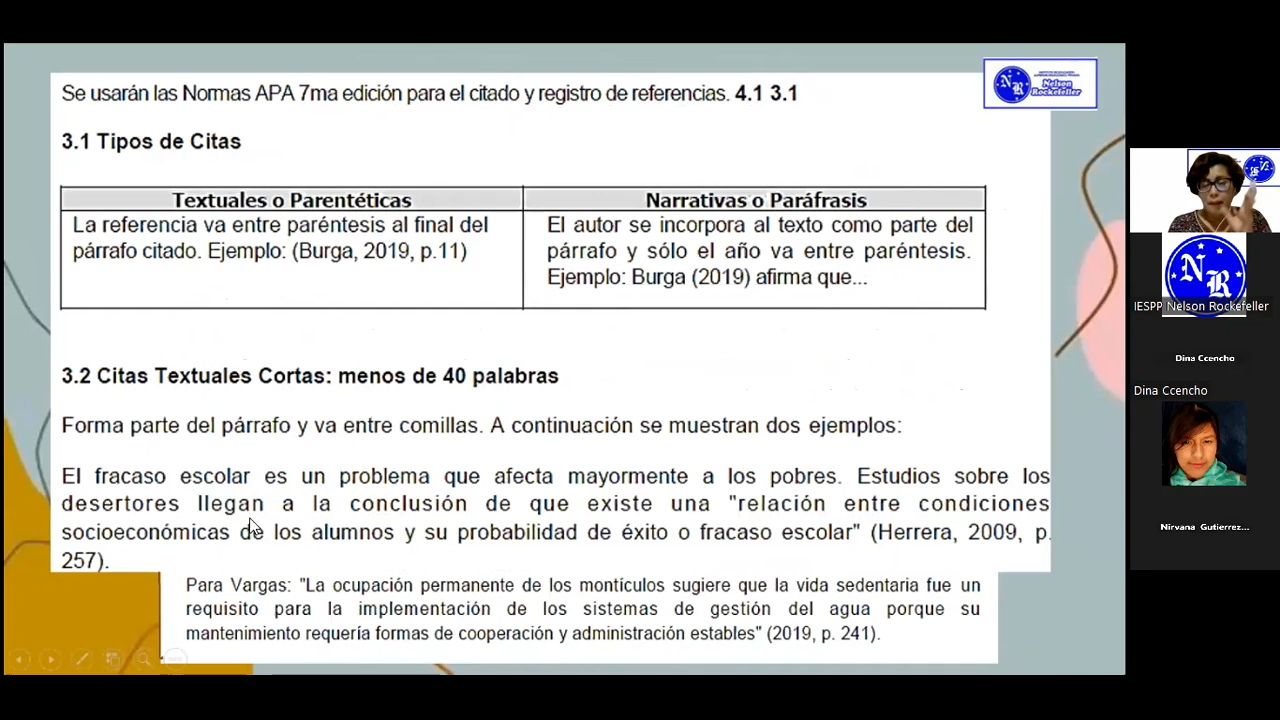 Se usarán las Normas APA 7ma edición para el citado y registro de referencias. 4.1 3.1
Nelson
Rockefeller
3.1 Tipos de Citas
Textuales o Parentéticas
La referencia va entre paréntesis al final del
párrafo citado. Ejemplo: (Burga, 2019, p.11)
Narrativas o Paráfrasis
El autor se incorpora al texto como parte del
párrafo y sólo el año va entre paréntesis.
Ejemplo: Burga (2019) afirma que...
3.2 Citas Textuales Cortas: menos de 40 palabras
Forma parte del párrafo y va entre comillas. A continuación se muestran dos ejemplos:
El fracaso escolar es un problema que afecta mayormente a los pobres. Estudios sobre los
desertores llegan a la conclusión de que existe una "relación entre condiciones
socioeconómicas de los alumnos y su probabilidad de éxito o fracaso escolar" (Herrera, 2009, p.
257).
Para Vargas: "La ocupación permanente de los montículos sugiere que la vida sedentaria fue un
requisito para la implementación de los sistemas de gestión del agua porque su
mantenimiento requería formas de cooperación y administración estables" (2019, p. 241).
NR
IESPP Nelson Rockefeller
Dina Ccencho
Dina Ccencho
Nirvana Gutierrez...